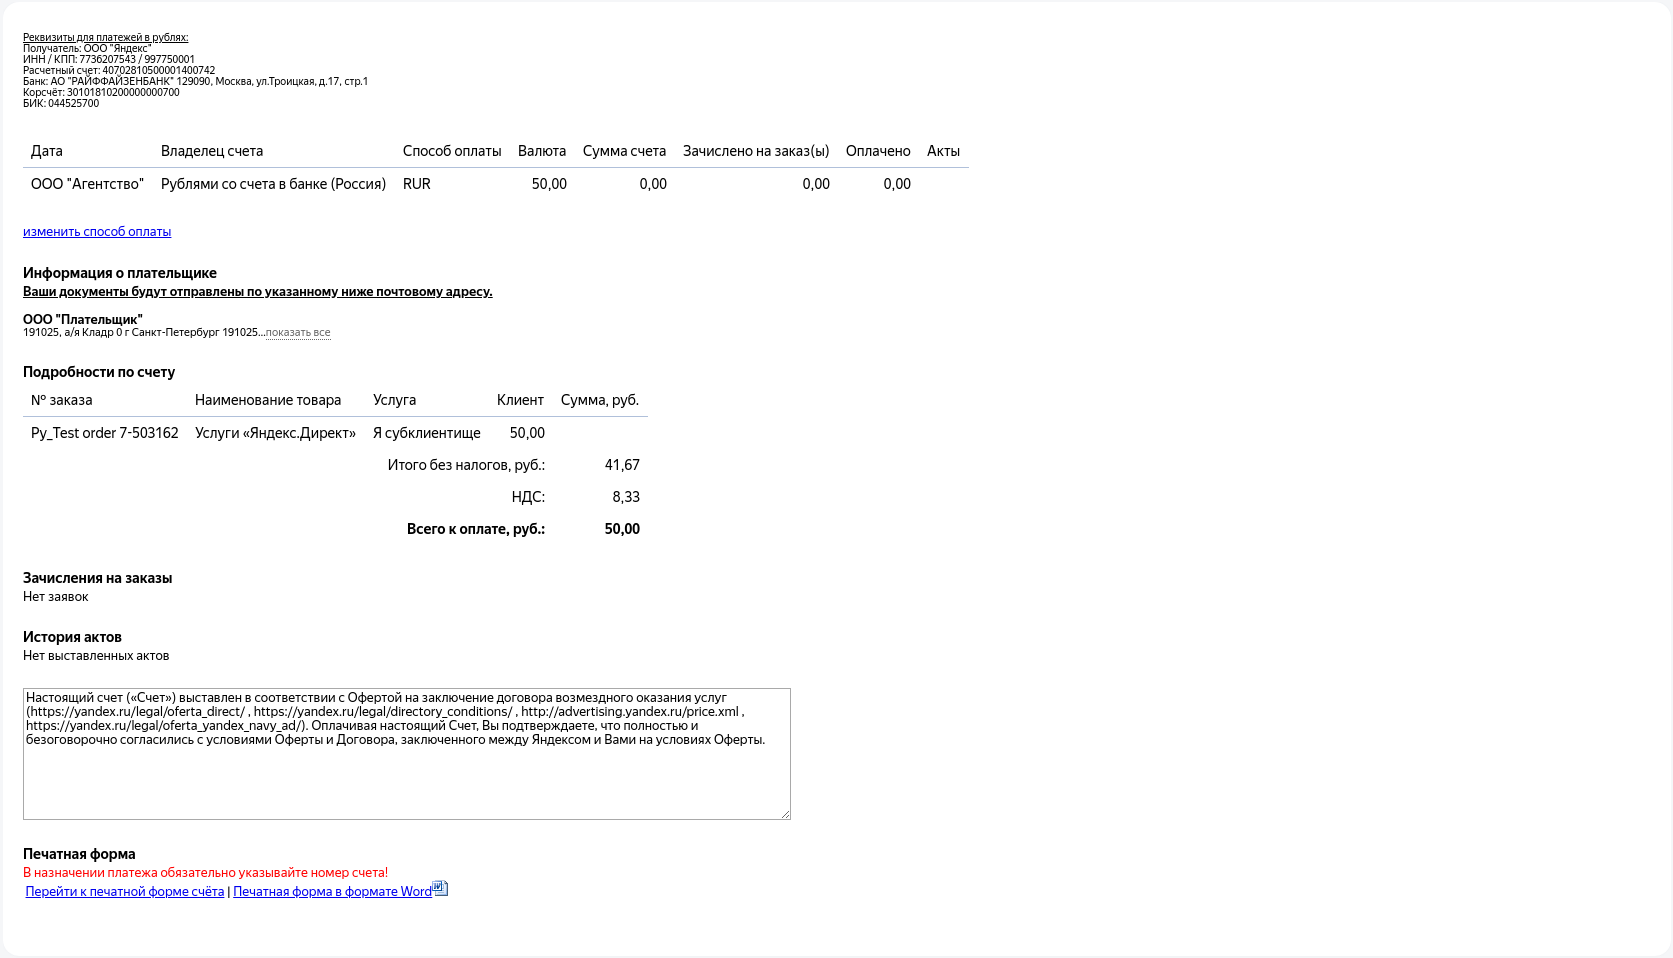 Реквизиты для платежей в рублях:
Получатель: ООО "Яндекс"
ИНН / КПП: 7736207543 / 997750001
Расчетный счет: 40702810500001400742
Банк: АО "РАЙФФАЙЗЕНБАНК" 129090, Москва, ул.Троицкая, д.17, стр.1
Корсчёт: 30101810200000000700
БИК: 044525700
Дата Владелец счета Способ оплаты Валюта Сумма счета Зачислено на заказ(ы) Оплачено Акты
ООО "Агентство" Рублями со счета в банке (Россия) RUR 50,00 0,00 0,00 0,00
изменить способ оплаты
Информация о плательщике
Ваши документы будут отправлены по указанному ниже почтовому адресу.
ООО "Плательщик"
191025, а/я Кладр 0 г Санкт-Петербург 191025...показать все
Подробности по счету
№ заказа Наименование товара Услуга Клиент Сумма, руб.
Py_Test order 7-503162 Услуги «Яндекс.Директ» Я субклиентище 50,00
Итого без налогов, руб.: 41,67
НДС: 8,33
Всего к оплате, руб.: 50,00
Зачисления на заказы
Нет заявок
История актов
Нет выставленных актов
Настоящий счет («Счет») выставлен в соответствии с Офертой на заключение договора возмездного оказания услуг
(https://yandex.ru/legal/oferta_direct/ , https://yandex.ru/legal/directory_conditions/ , http://advertising.yandex.ru/price.xml ,
https://yandex.ru/legal/oferta_yandex_navy_ad/). Оплачивая настоящий Счет, Вы подтверждаете, что полностью и
безоговорочно согласились с условиями Оферты и Договора, заключенного между Яндексом и Вами на условиях Оферты.
Печатная форма
В назначении платежа обязательно указывайте номер счета!
Перейти к печатной форме счёта | Печатная форма в формате Word